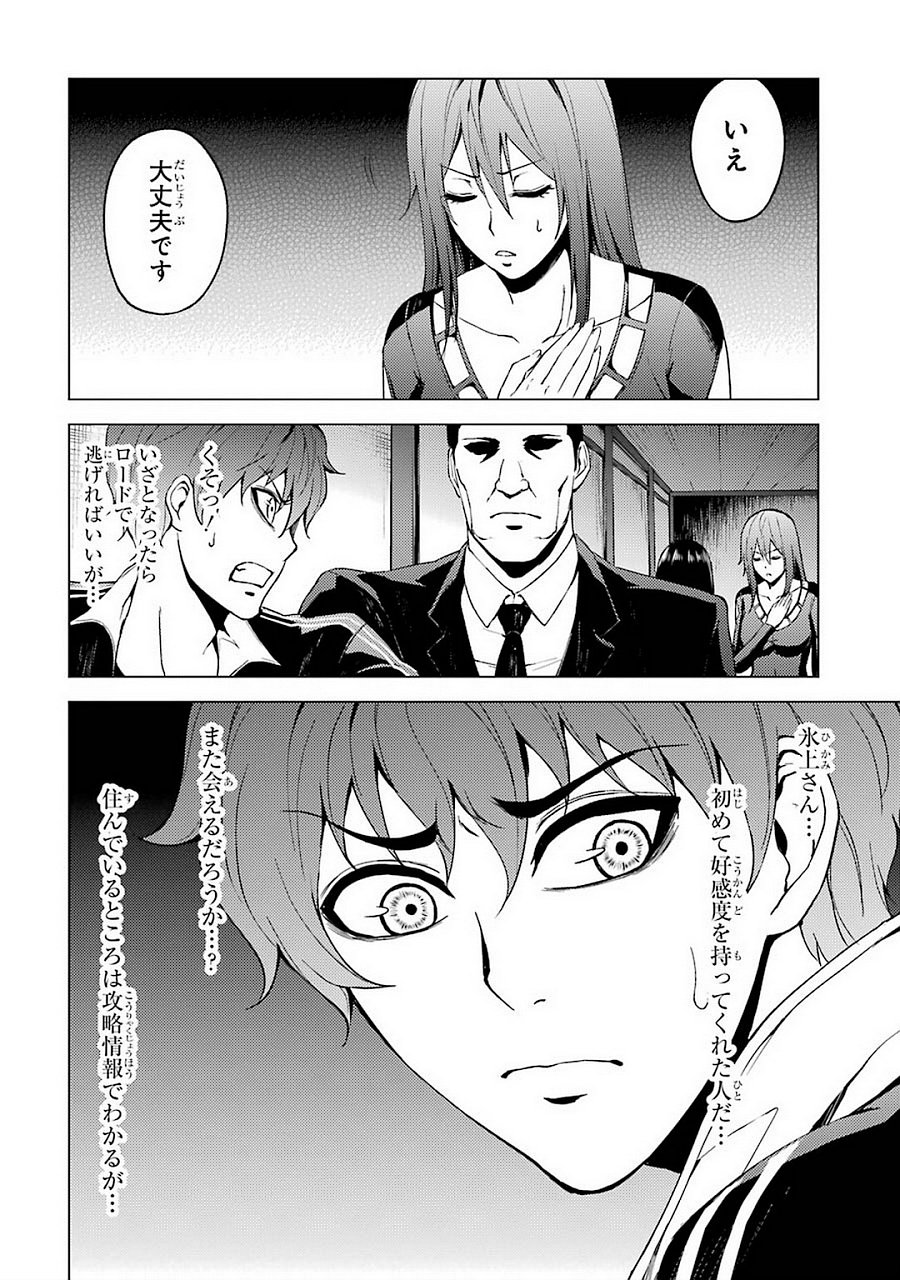 いえ
大丈夫です
くそっ!
いざとなったら
ロードで
逃げればいいが…
氷上さん…
初めて好感度を持ってくれた人だ…
また会えるだろうか…?
住んでいるところは攻略情報でわかるが…